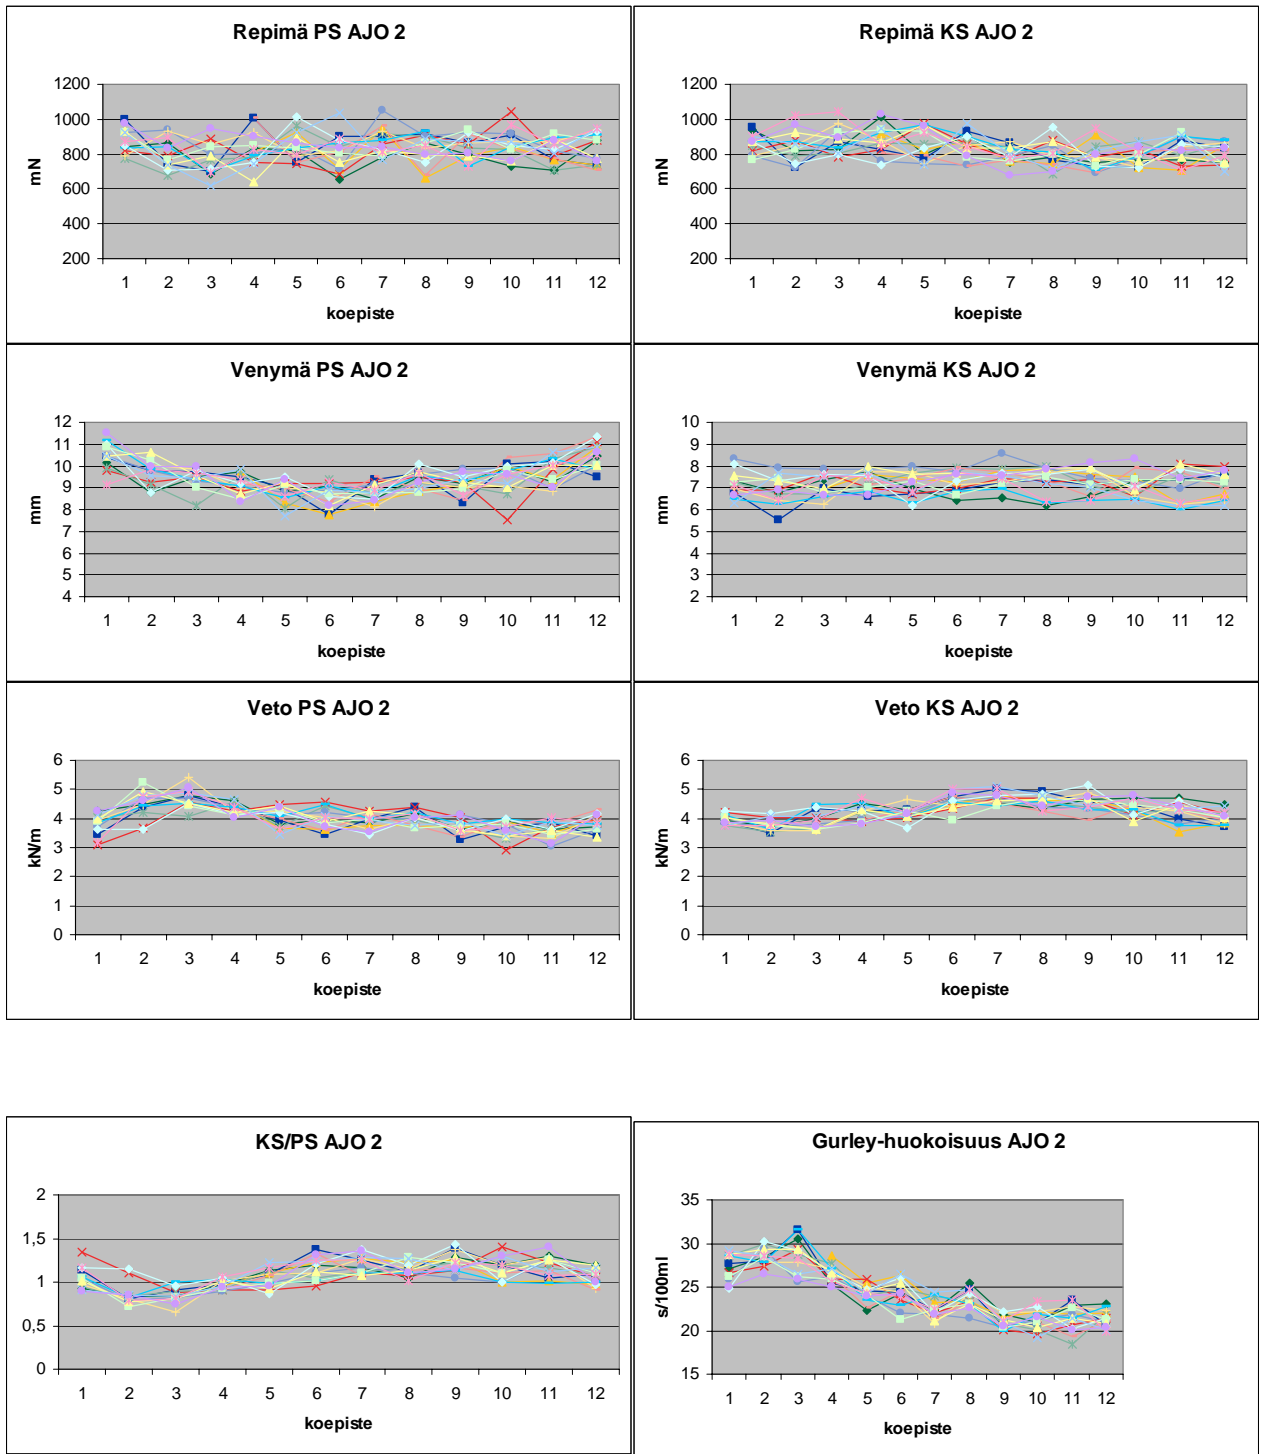 Repimä PS AJO 2
1200
1000
800
600
400
200
mN
1 2 3 4 5 6 7 8 9 10 11 12
koepiste
Repimä KS AJO 2
1200
1000
800
600
400
200
mN
1 2 3 4 5 6 7 8 9 10 11 12
koepiste
Venymä PS AJO 2
12
11
10
9
8
7
6
5
4
mm
1 2 3 4 5 6 7 8 9 10 11 12
koepiste
Venymä KS AJO 2
10
9
8
7
6
5
4
3
2
mm
1 2 3 4 5 6 7 8 9 10 11 12
koepiste
Veto PS AJO 2
6
5
4
3
2
1
0
kN/m
1 2 3 4 5 6 7 8 9 10 11 12
koepiste
Veto KS AJO 2
6
5
4
3
2
1
0
kN/m
1 2 3 4 5 6 7 8 9 10 11 12
koepiste
KS/PS AJO 2
2
1,5
1
0,5
0
1 2 3 4 5 6 7 8 9 10 11 12
koepiste
Gurley-huokoisuus AJO 2
35
30
25
20
15
s/100ml
1 2 3 4 5 6 7 8 9 10 11 12
koepiste